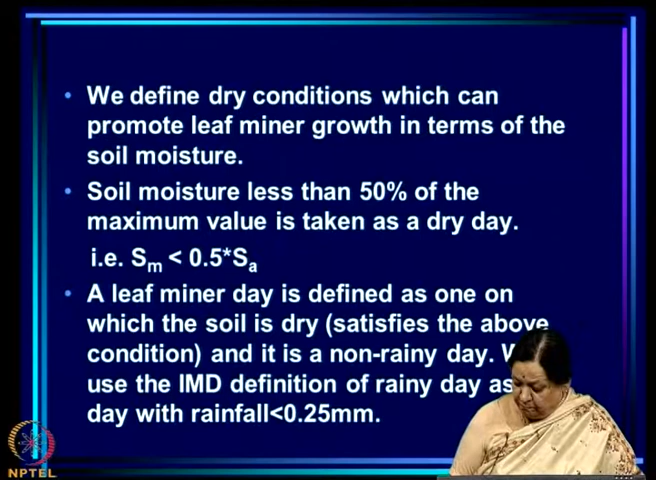 We define dry conditions which can
promote leaf miner growth in terms of the
soil moisture.
Soil moisture less than 50% of the
maximum value is taken as a dry day.
i.e. Sm < 0.5*Sa
A leaf miner day is defined as one on
which the soil is dry (satisfies the above
condition) and it is a non-rainy day.
use the IMD definition of rainy day as
day with rainfall<0.25mm.
NPTEL